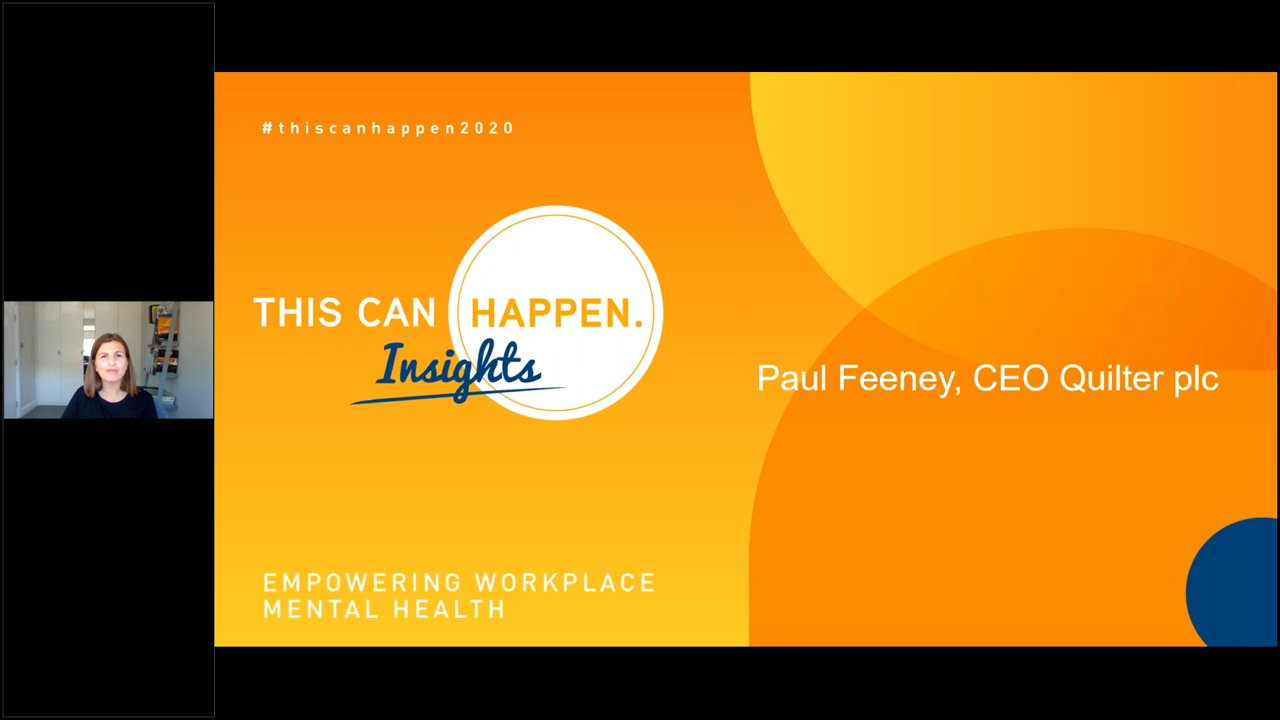 #thiscanhappen2020
THIS CAN HAPPEN.
Insights
Paul Feeney, CEO Quilter plc
EMPOWERING WORKPLACE
MENTAL HEALTH